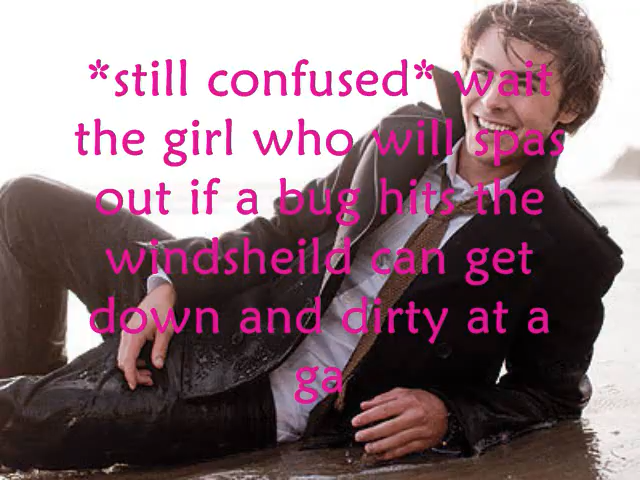 *still confused* wait
the girl who will spas
out if a bug hits the
windsheild can get
down and dirty at a
ga